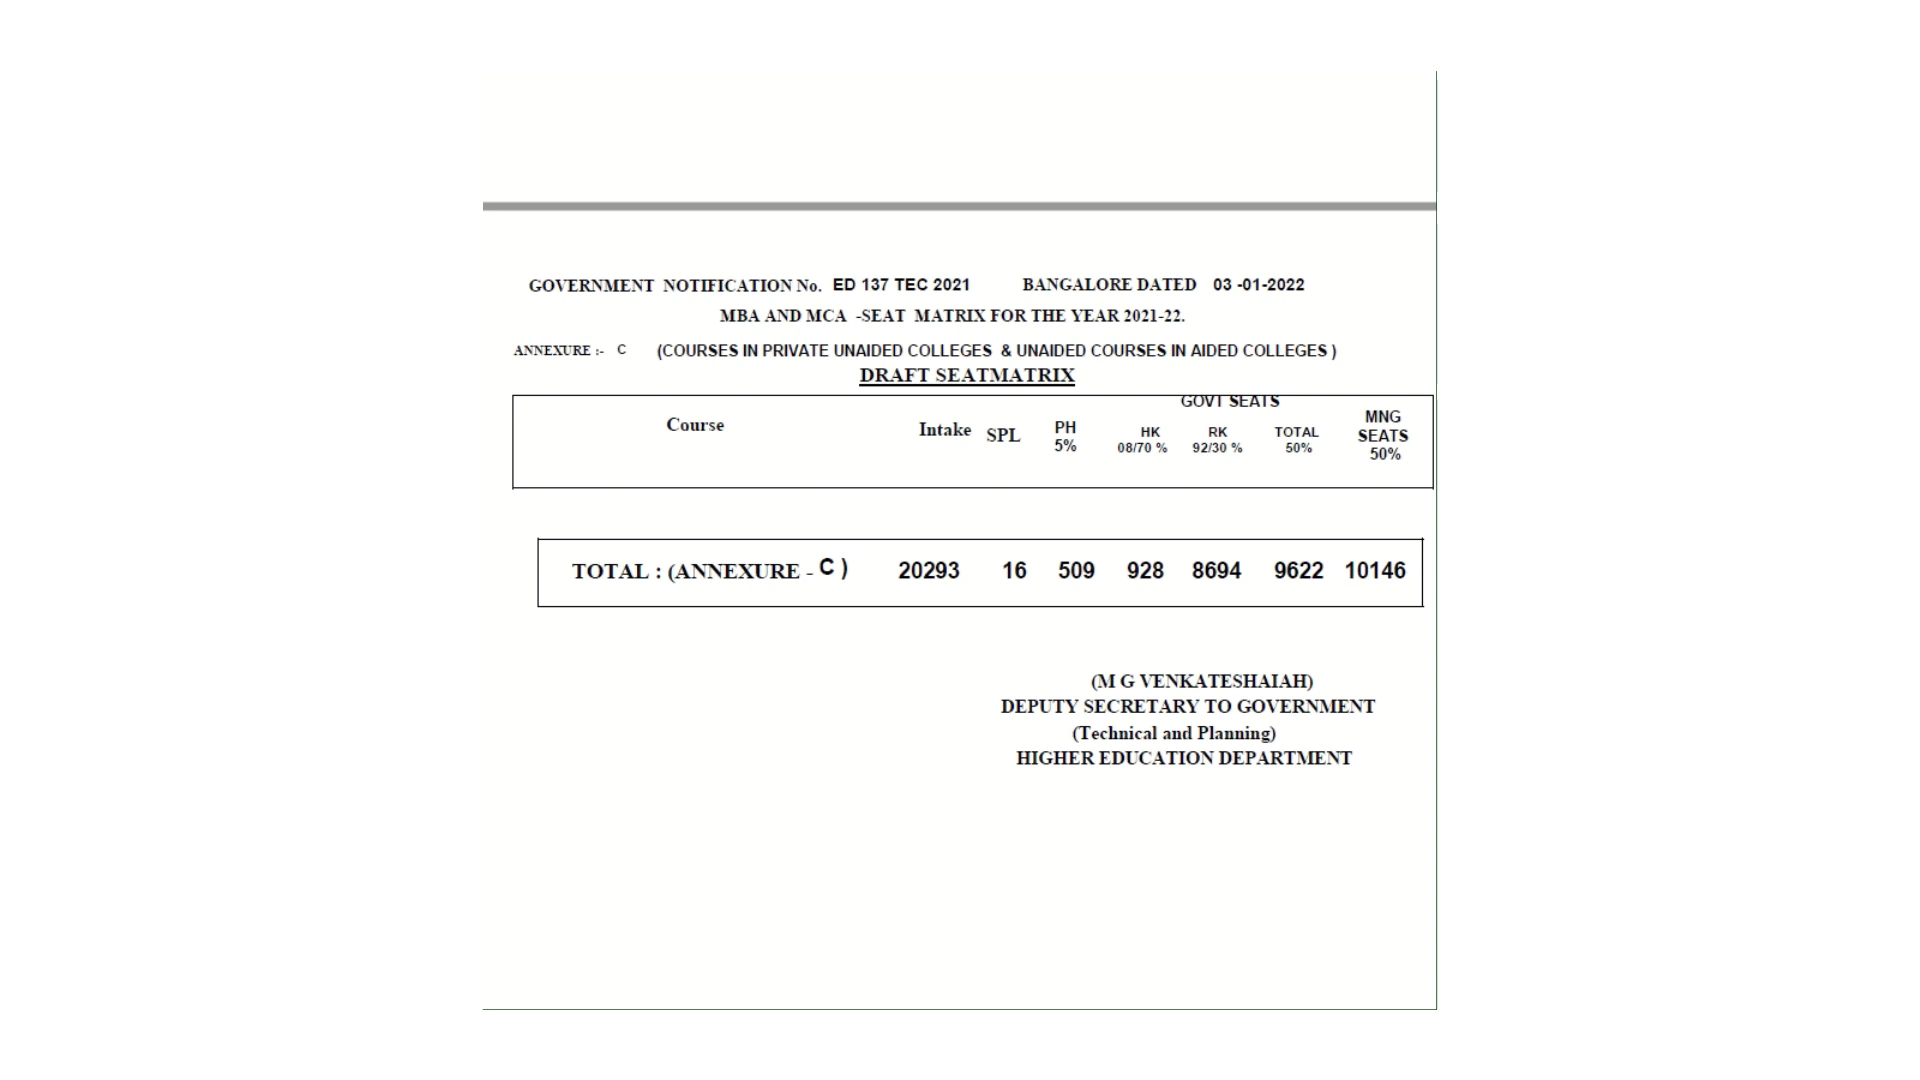 GOVERNMENT NOTIFICATION No. ED 137 TEC 2021 BANGALORE DATED 03 -01-2022
MBA AND MCA -SEAT MATRIX FOR THE YEAR 2021-22.
ANNEXURE :- C (COURSES IN PRIVATE UNAIDED COLLEGES & UNAIDED COURSES IN AIDED COLLEGES )
DRAFT SEATMATRIX
GOVT SEATS
Course Intake SPL PH 5% HK 08/70 % RK 92/30 % TOTAL 50% MNG SEATS 50%
TOTAL : (ANNEXURE - C ) 20293 16 509 928 8694 9622 10146
(M G VENKATESHAIAH)
DEPUTY SECRETARY TO GOVERNMENT
(Technical and Planning)
HIGHER EDUCATION DEPARTMENT